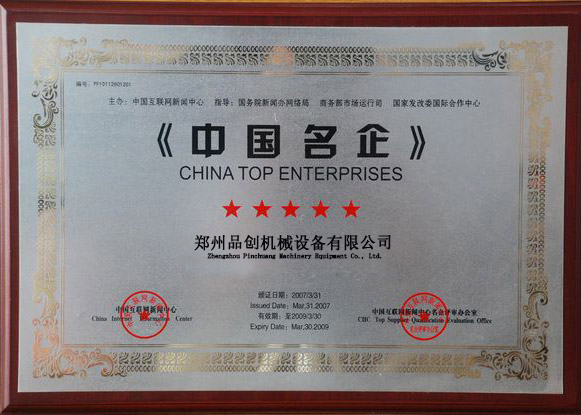 编号：PF10112601201
主办：中国互联网新闻中心 指导：国务院新闻办网络局 商务部市场运行司 国家发改委国际合作中心
《中国名企》
CHINA TOP ENTERPRISES
郑州品创机械设备有限公司
Zhengzhou Pinchuang Machinery Equipment Co., Ltd.
颁证日期：2007/3/31
Issued Date：Mar,31,2007
有效期：至2009/3/30
Expiry Date：Mar,30,2009
中国互联网新闻中心
China Internet Information Center
中国互联网新闻中心名企评审办公室
CIIC Top Supplier Qualification Evaluation Office